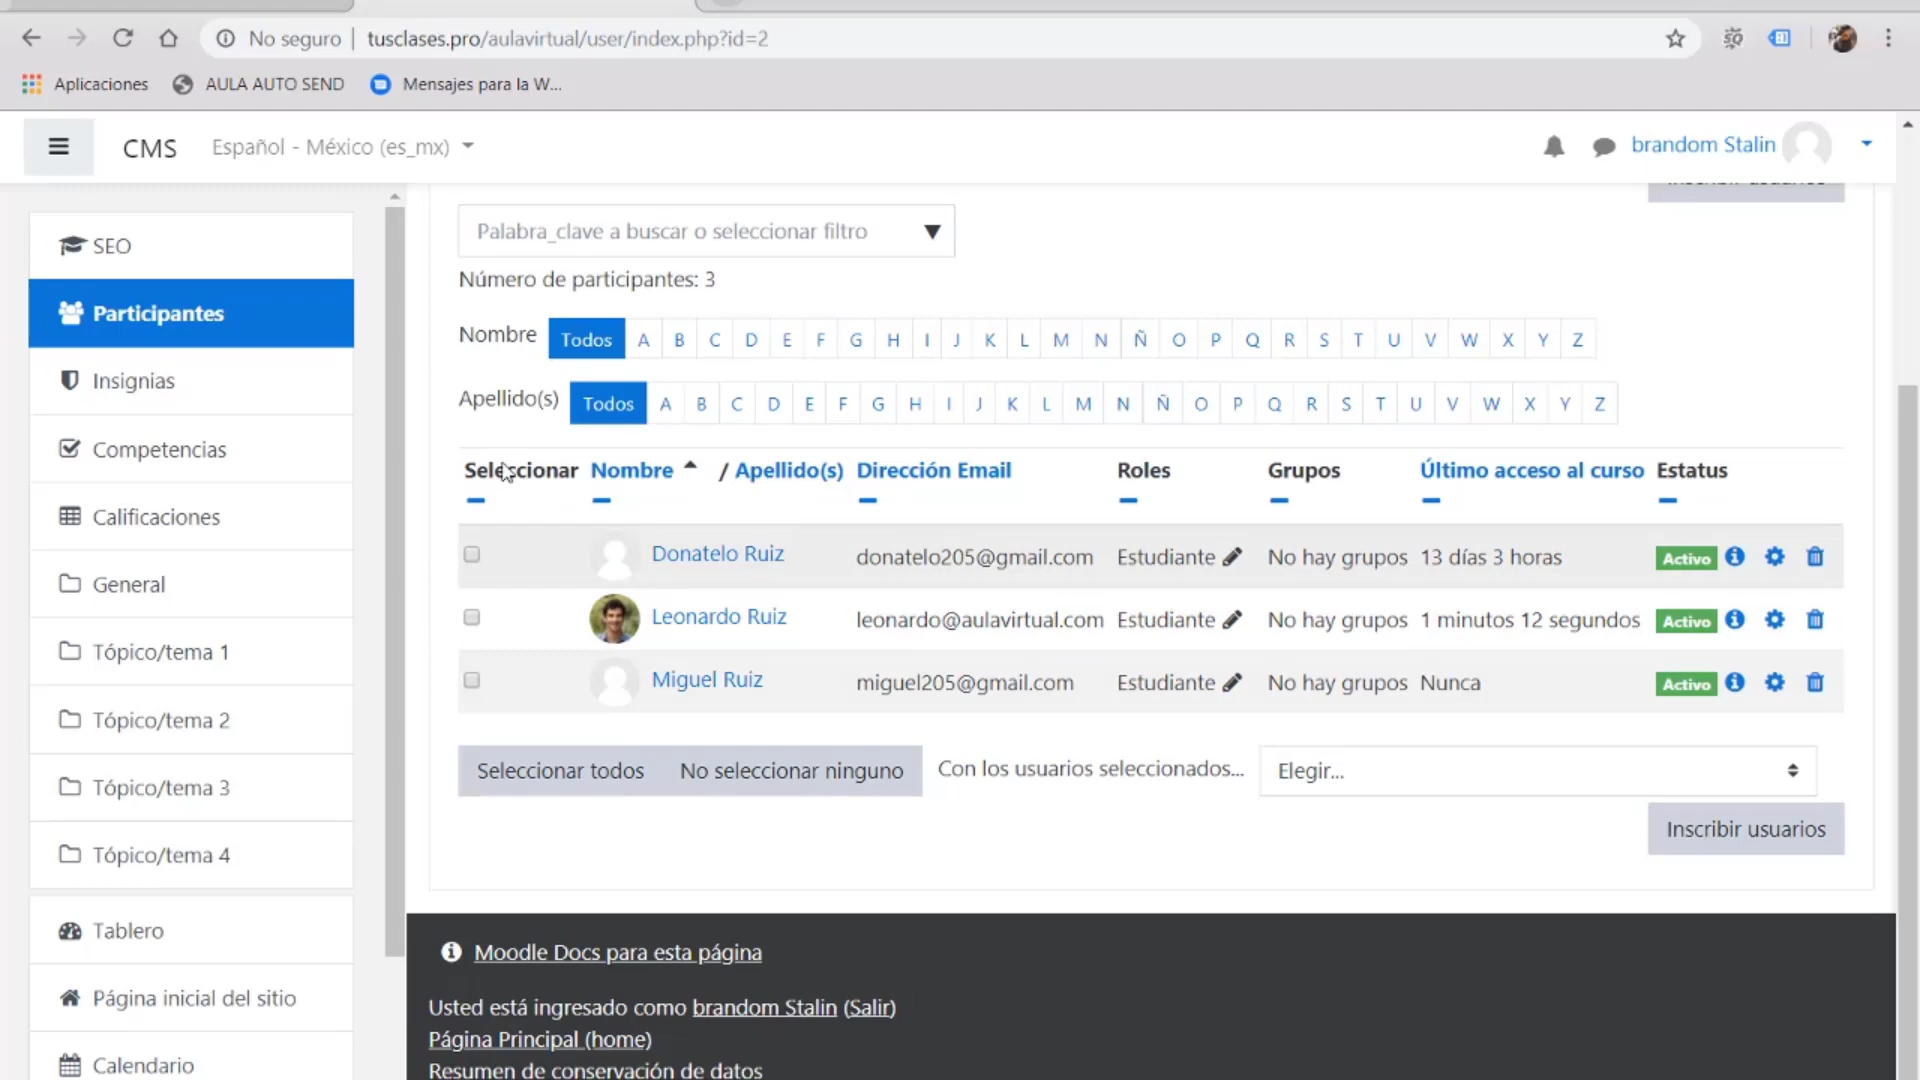 No seguro | tusclases.pro/aulavirtual/user/index.php?id=2
Aplicaciones AULA AUTO SEND Mensajes para la W...
CMS Español - México (es_mx) brandom Stalin
SEO
Participantes
Insignias
Competencias
Calificaciones
General
Tópico/tema 1
Tópico/tema 2
Tópico/tema 3
Tópico/tema 4
Tablero
Página inicial del sitio
Calendario
Palabra_clave a buscar o seleccionar filtro
Número de participantes: 3
Nombre Todos A B C D E F G H I J K L M N Ñ O P Q R S T U V W X Y Z
Apellido(s) Todos A B C D E F G H I J K L M N Ñ O P Q R S T U V W X Y Z
Seleccionar Nombre / Apellido(s) Dirección Email Roles Grupos Último acceso al curso Estatus
Donatelo Ruiz donatelo205@gmail.com Estudiante No hay grupos 13 días 3 horas Activo
Leonardo Ruiz leonardo@aulavirtual.com Estudiante No hay grupos 1 minutos 12 segundos Activo
Miguel Ruiz miguel205@gmail.com Estudiante No hay grupos Nunca Activo
Seleccionar todos No seleccionar ninguno Con los usuarios seleccionados... Elegir...
Inscribir usuarios
Moodle Docs para esta página
Usted está ingresado como brandom Stalin (Salir)
Página Principal (home)
Resumen de conservación de datos